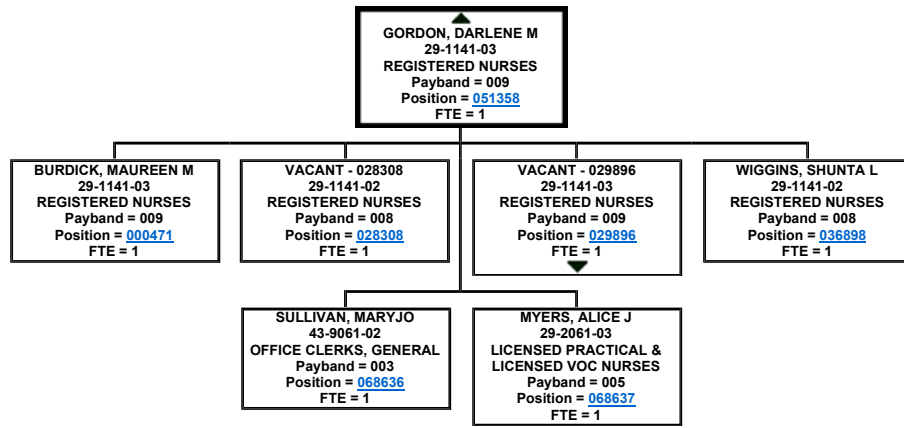 GORDON, DARLENE M
29-1141-03
REGISTERED NURSES
Payband = 009
Position = 051358
FTE = 1
BURDICK, MAUREEN M
29-1141-03
REGISTERED NURSES
Payband = 009
Position = 000471
FTE = 1
VACANT - 028308
29-1141-02
REGISTERED NURSES
Payband = 008
Position = 028308
FTE = 1
VACANT - 029896
29-1141-03
REGISTERED NURSES
Payband = 009
Position = 029896
FTE = 1
WIGGINS, SHUNTA L
29-1141-02
REGISTERED NURSES
Payband = 008
Position = 036898
FTE = 1
SULLIVAN, MARYJO
43-9061-02
OFFICE CLERKS, GENERAL
Payband = 003
Position = 068636
FTE = 1
MYERS, ALICE J
29-2061-03
LICENSED PRACTICAL &
LICENSED VOC NURSES
Payband = 005
Position = 068637
FTE = 1